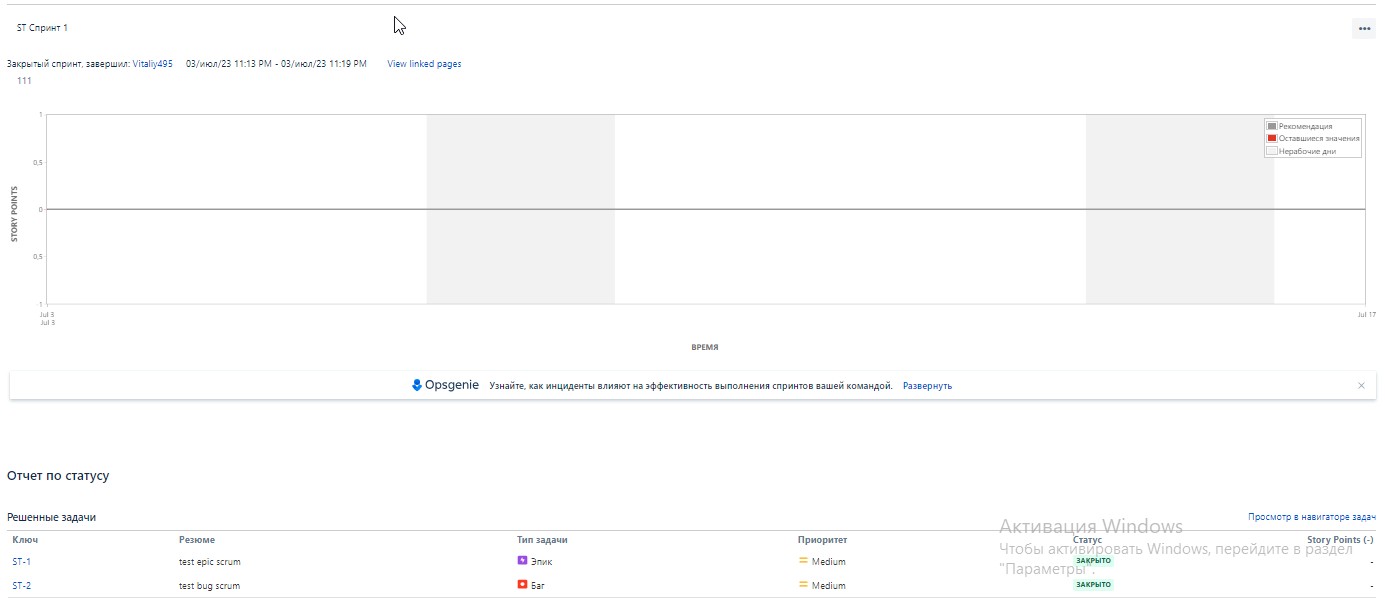 ST Спринт 1
Закрытый спринт, завершил: Vitaliy495 03/июл/23 11:13 PM - 03/июл/23 11:19 PM View linked pages
111
1
0,5
0
0,5
-1
STORY POINTS
Рекомендация
Оставшиеся значения
Нерабочие дни
Jul 3
Jul 3
Jul 17
ВРЕМЯ
Opsgenie Узнайте, как инциденты влияют на эффективность выполнения спринтов вашей командой. Развернуть
Отчет по статусу
Решенные задачи Просмотр в навигаторе задач
Ключ Резюме Тип задачи Приоритет Статус Story Points (-)
ST-1 test epic scrum Эпик Medium ЗАКРЫТО -
ST-2 test bug scrum Баг Medium ЗАКРЫТО -
Активация Windows
Чтобы активировать Windows, перейдите в раздел
"Параметры".